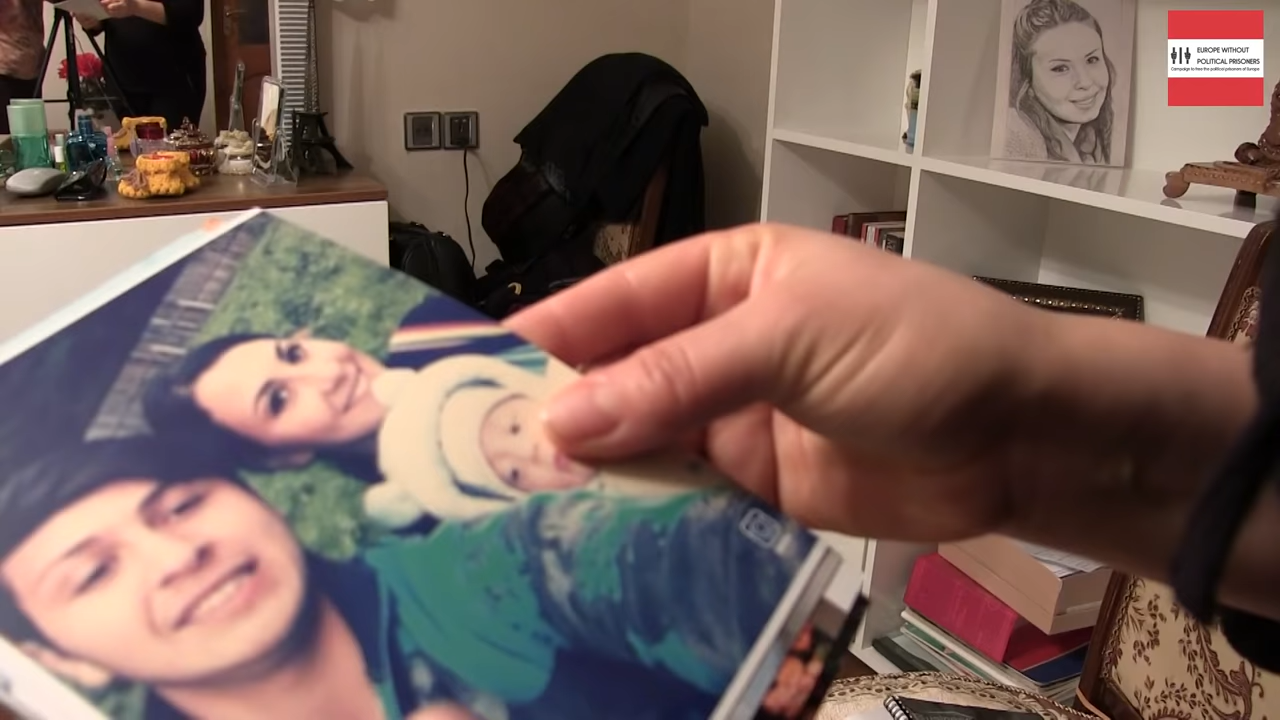 EUROPE WITHOUT
POLITICAL PRISONERS
Campaign to free the political prisoners of Europe